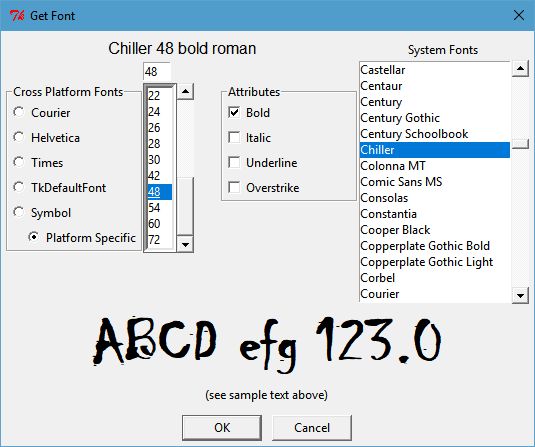 Get Font
Chiller 48 bold roman
System Fonts
48
Cross Platform Fonts
Courier
Helvetica
Times
TkDefaultFont
Symbol
Platform Specific
22
24
26
28
30
42
48
54
60
72
Attributes
Bold
Italic
Underline
Overstrike
Castellar
Centaur
Century
Century Gothic
Century Schoolbook
Chiller
Colonna MT
Comic Sans MS
Consolas
Constantia
Cooper Black
Copperplate Gothic Bold
Copperplate Gothic Light
Corbel
Courier
ABCD efg 123.0
(see sample text above)
OK
Cancel